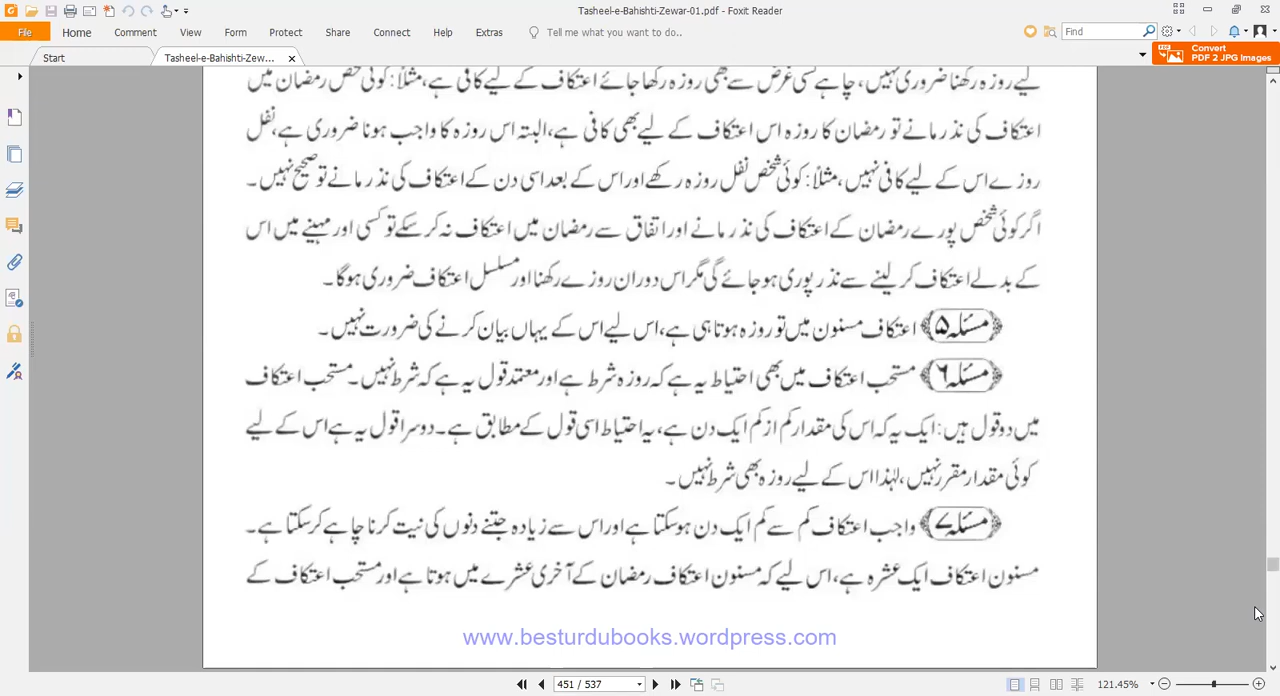 Tasheel-e-Bahishti-Zewar-01.pdf - Foxit Reader
File Home Comment View Form Protect Share Connect Help Extras Tell me what you want to do.. Find
Start Tasheel-e-Bahishti-Zew... Convert PDF 2 JPG Images
لیے روزہ رکھنا ضروری نہیں، چاہے کسی غرض سے بھی روزہ رکھا جائے اعتکاف کے لیے کافی ہے، مثلاً: کوئی شخص رمضان میں
اعتکاف کی نذر مانے تو رمضان کا روزہ اس اعتکاف کے لیے بھی کافی ہے، البتہ اس روزہ کا واجب ہونا ضروری ہے، نفل
روزے اس کے لیے کافی نہیں، مثلاً: کوئی شخص نفل روزہ رکھے اور اس کے بعد اسی دن کے اعتکاف کی نذر مانے تو صحیح نہیں۔
اگر کوئی شخص پورے رمضان کے اعتکاف کی نذر مانے اور اتفاق سے رمضان میں اعتکاف نہ کر سکے تو کسی اور مہینے میں اس
کے بدلے اعتکاف کر لینے سے نذر پوری ہو جائے گی مگر اس دوران روزے رکھنا اور مسلسل اعتکاف ضروری ہوگا۔
مسئلہ ۵ اعتکاف مسنون میں تو روزہ ہوتا ہی ہے، اس لیے اس کے یہاں بیان کرنے کی ضرورت نہیں۔
مسئلہ ۶ مستحب اعتکاف میں بھی احتیاط یہ ہے کہ روزہ شرط ہے اور معتمد قول یہ ہے کہ شرط نہیں۔ مستحب اعتکاف
میں دو قول ہیں: ایک یہ کہ اس کی مقدار کم از کم ایک دن ہے، یہ احتیاط اسی قول کے مطابق ہے۔ دوسرا قول یہ ہے اس کے لیے
کوئی مقدار مقرر نہیں، لہٰذا اس کے لیے روزہ بھی شرط نہیں۔
مسئلہ ۷ واجب اعتکاف کم سے کم ایک دن ہوسکتا ہے اور اس سے زیادہ جتنے دنوں کی نیت کرنا چاہے کرسکتا ہے۔
مسنون اعتکاف ایک عشرہ ہے، اس لیے کہ مسنون اعتکاف رمضان کے آخری عشرے میں ہوتا ہے اور مستحب اعتکاف کے
www.besturdubooks.wordpress.com
451 / 537 121.45%